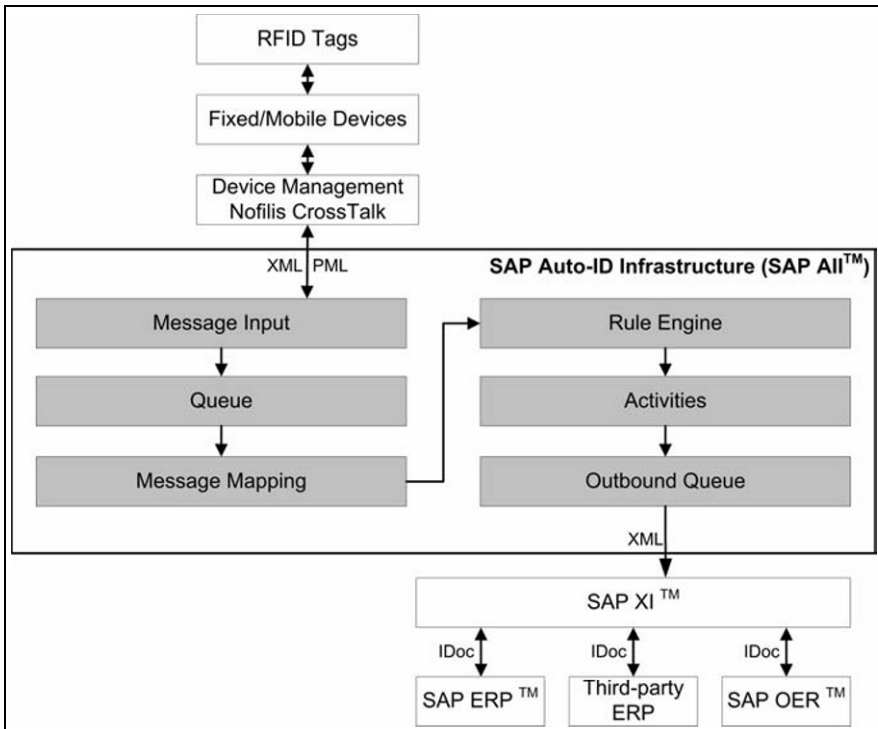 RFID Tags
Fixed/Mobile Devices
Device Management
Nofilis CrossTalk
XML PML
SAP Auto-ID Infrastructure (SAP AII™)
Message Input
Queue
Message Mapping
Rule Engine
Activities
Outbound Queue
XML
SAP XI ™
IDoc
IDoc
IDoc
SAP ERP ™
Third-party
ERP
SAP OER ™